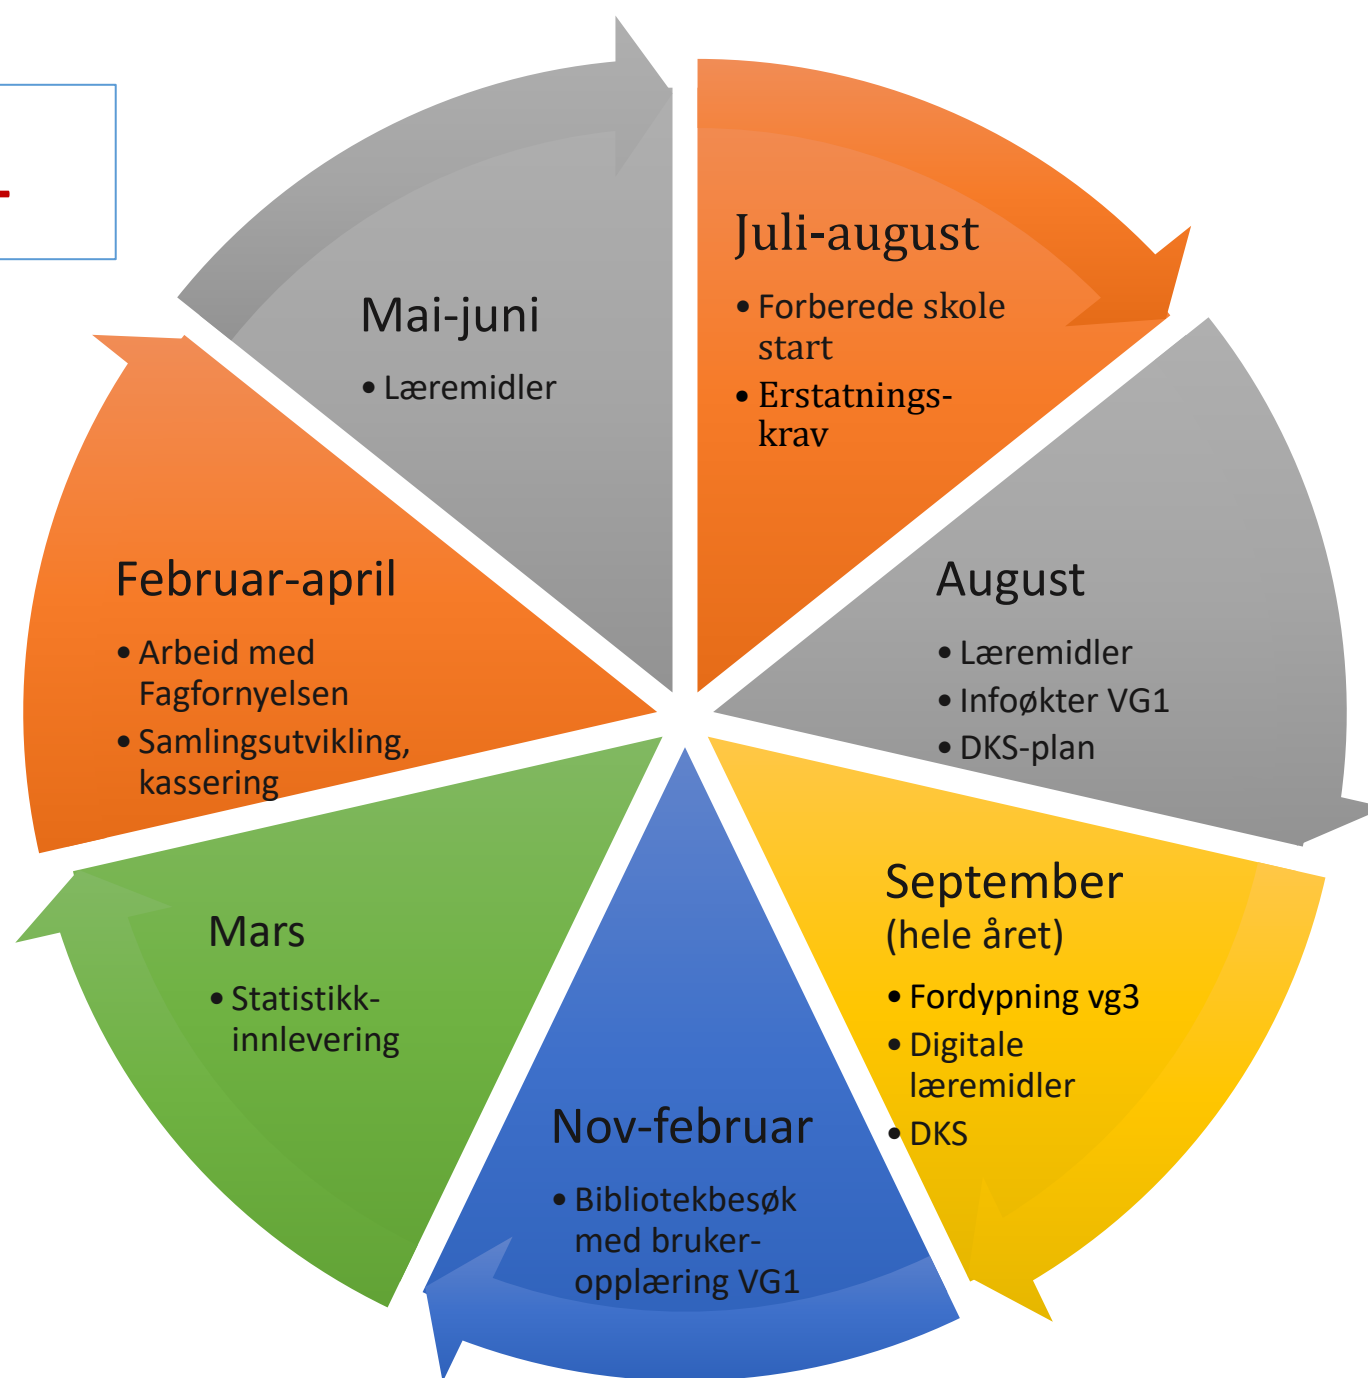 Juli-august
• Forberede skole
start
• Erstatnings-
krav
August
• Læremidler
• Infoøkter VG1
• DKS-plan
September
(hele året)
• Fordypning vg3
• Digitale
læremidler
• DKS
Nov-februar
• Bibliotekbesøk
med bruker-
opplæring VG1
Mars
• Statistikk-
innlevering
Februar-april
• Arbeid med
Fagfornyelsen
• Samlingsutvikling,
kassering
Mai-juni
• Læremidler